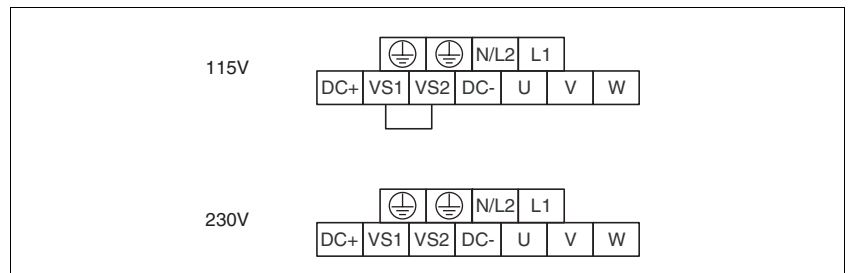 115V
N/L2 L1
DC+ VS1 VS2 DC- U V W
230V
N/L2 L1
DC+ VS1 VS2 DC- U V W